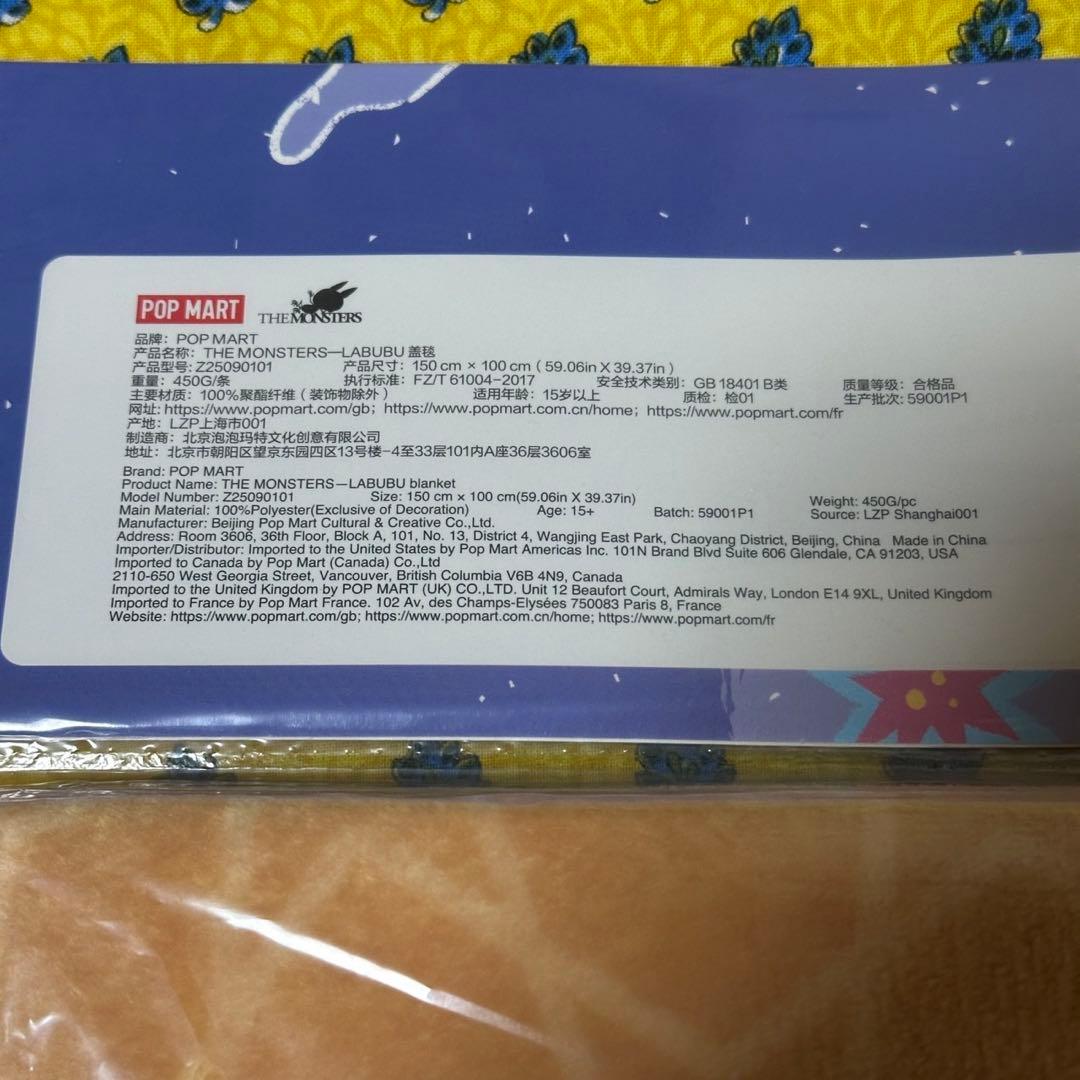 POP MART THE MONSTERS
品牌：POP MART
产品名称：THE MONSTERS—LABUBU 盖毯
产品型号：Z25090101 产品尺寸：150 cm × 100 cm（59.06in X 39.37in）
重量：450G/条 执行标准：FZ/T 61004-2017 安全技术类别：GB 18401 B类 质量等级：合格品
主要材质：100%聚酯纤维（装饰物除外） 适用年龄：15岁以上 质检：检01 生产批次：59001P1
网址：https://www.popmart.com/gb；https://www.popmart.com.cn/home；https://www.popmart.com/fr
产地：LZP上海市001
制造商：北京泡泡玛特文化创意有限公司
地址：北京市朝阳区望京东园四区13号楼-4至33层101内A座36层3606室
Brand: POP MART
Product Name: THE MONSTERS—LABUBU blanket
Model Number: Z25090101 Size: 150 cm × 100 cm(59.06in X 39.37in) Weight: 450G/pc
Main Material: 100%Polyester(Exclusive of Decoration) Age: 15+ Batch: 59001P1 Source: LZP Shanghai001
Manufacturer: Beijing Pop Mart Cultural & Creative Co.,Ltd.
Address: Room 3606, 36th Floor, Block A, 101, No. 13, District 4, Wangjing East Park, Chaoyang District, Beijing, China Made in China
Importer/Distributor: Imported to the United States by Pop Mart Americas Inc. 101N Brand Blvd Suite 606 Glendale, CA 91203, USA
Imported to Canada by Pop Mart (Canada) Co.,Ltd
2110-650 West Georgia Street, Vancouver, British Columbia V6B 4N9, Canada
Imported to the United Kingdom by POP MART (UK) CO.,LTD. Unit 12 Beaufort Court, Admirals Way, London E14 9XL, United Kingdom
Imported to France by Pop Mart France. 102 Av, des Champs-Elysées 750083 Paris 8, France
Website: https://www.popmart.com/gb; https://www.popmart.com.cn/home; https://www.popmart.com/fr